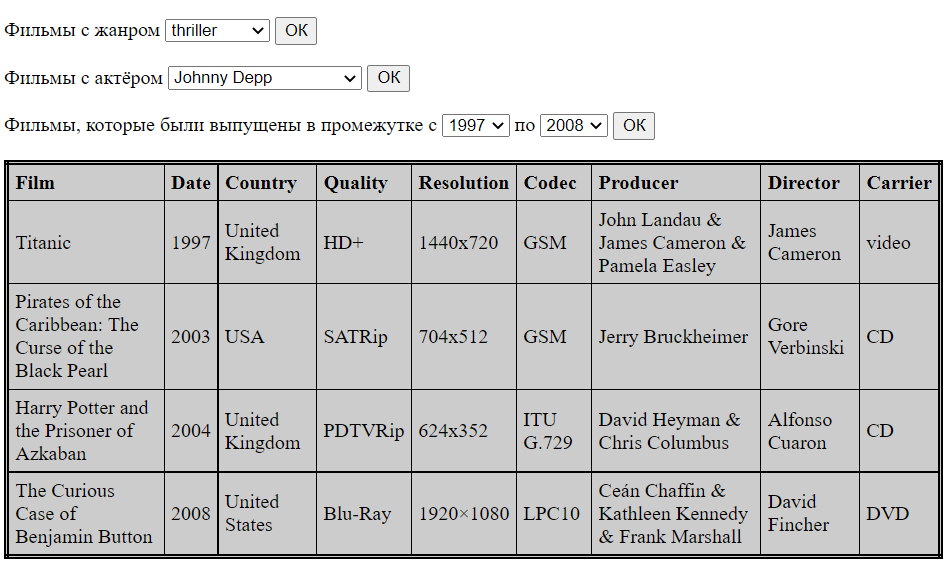 Фильмы с жанром thriller OK
Фильмы с актёром Johnny Depp OK
Фильмы, которые были выпущены в промежутке с 1997 по 2008 OK
Film Date Country Quality Resolution Codec Producer Director Carrier
Titanic 1997 United Kingdom HD+ 1440x720 GSM John Landau & James Cameron & Pamela Easley James Cameron video
Pirates of the Caribbean: The Curse of the Black Pearl 2003 USA SATRip 704x512 GSM Jerry Bruckheimer Gore Verbinski CD
Harry Potter and the Prisoner of Azkaban 2004 United Kingdom PDTVRip 624x352 ITU G.729 David Heyman & Chris Columbus Alfonso Cuaron CD
The Curious Case of Benjamin Button 2008 United States Blu-Ray 1920×1080 LPC10 Ceán Chaffin & Kathleen Kennedy & Frank Marshall David Fincher DVD